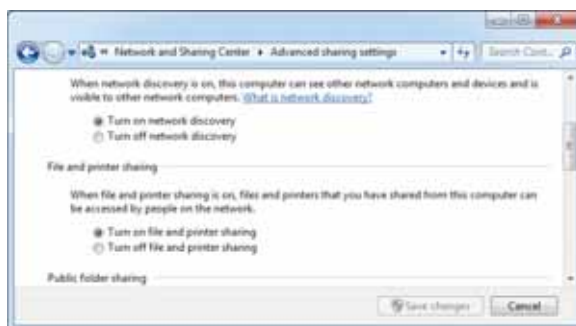 Network and Sharing Center ▸ Advanced sharing settings
Search Cont...
When network discovery is on, this computer can see other network computers and devices and is
visible to other network computers. What is network discovery?
Turn on network discovery
Turn off network discovery
File and printer sharing
When file and printer sharing is on, files and printers that you have shared from this computer can
be accessed by people on the network.
Turn on file and printer sharing
Turn off file and printer sharing
Public folder sharing
Save changes
Cancel